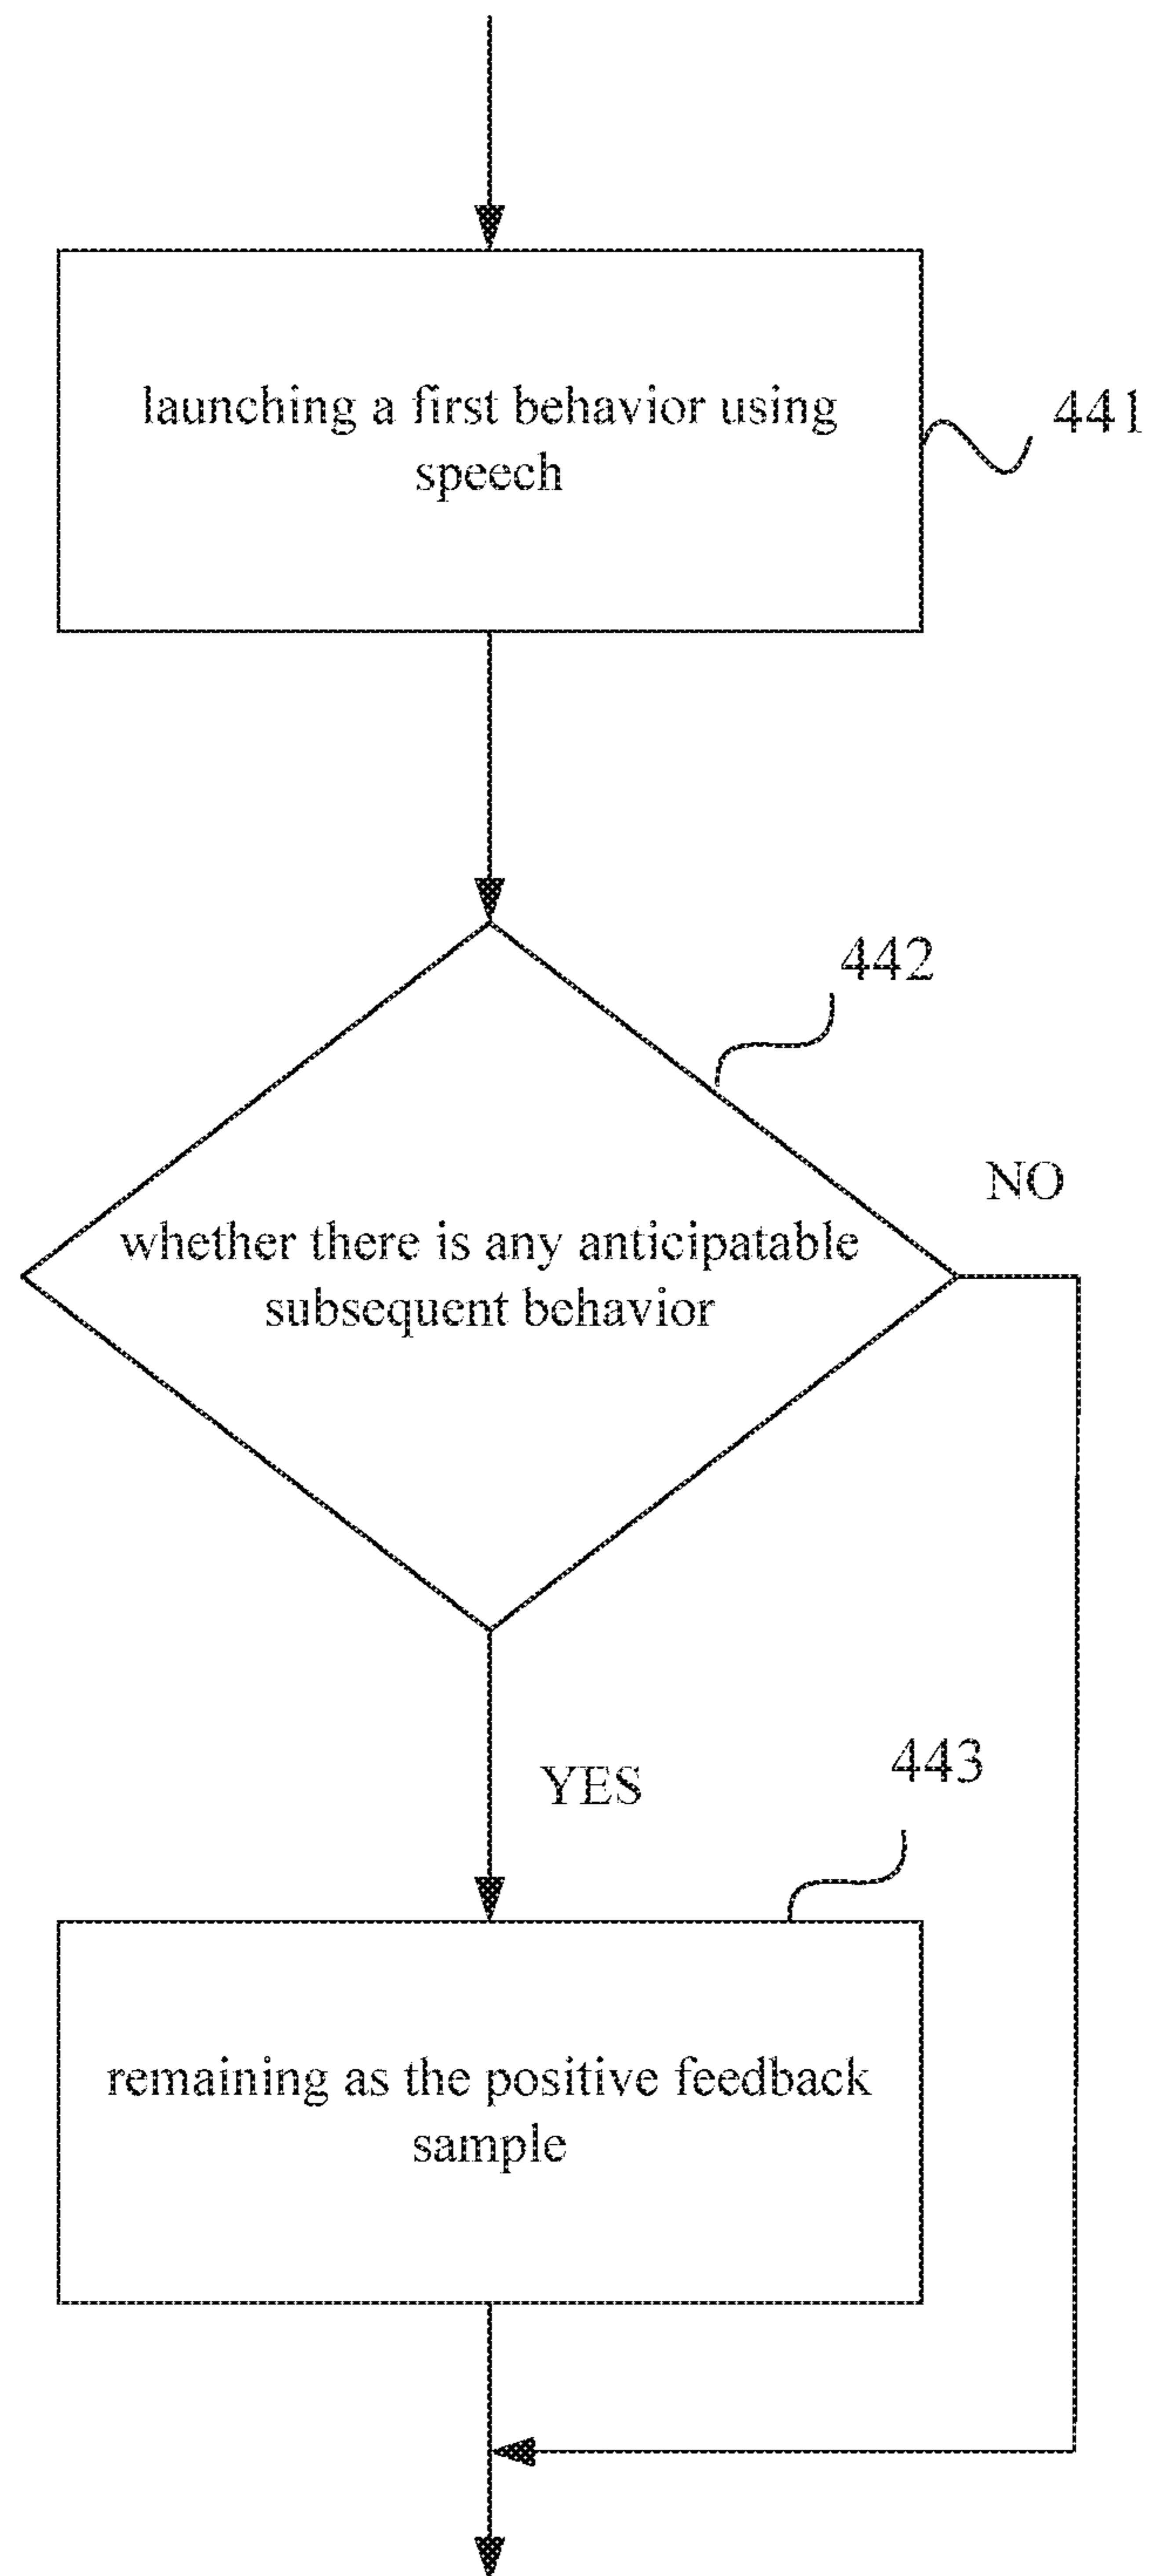 launching a first behavior using
speech
441
442
NO
whether there is any anticipatable
subsequent behavior
YES
443
remaining as the positive feedback
sample